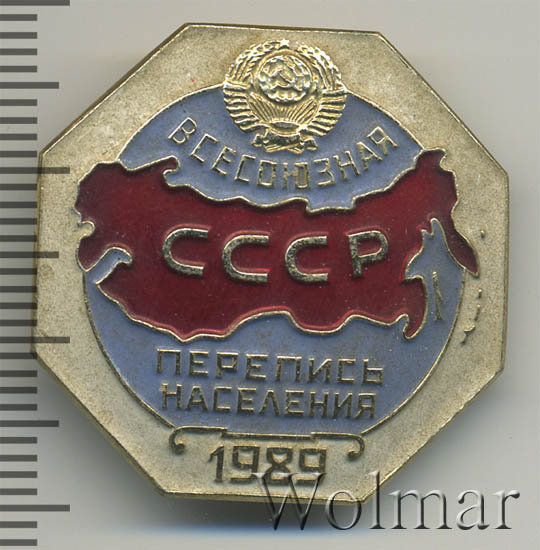 ВСЕСОЮЗНАЯ
СССР
ПЕРЕПИСЬ
НАСЕЛЕНИЯ
1989
Wolmar